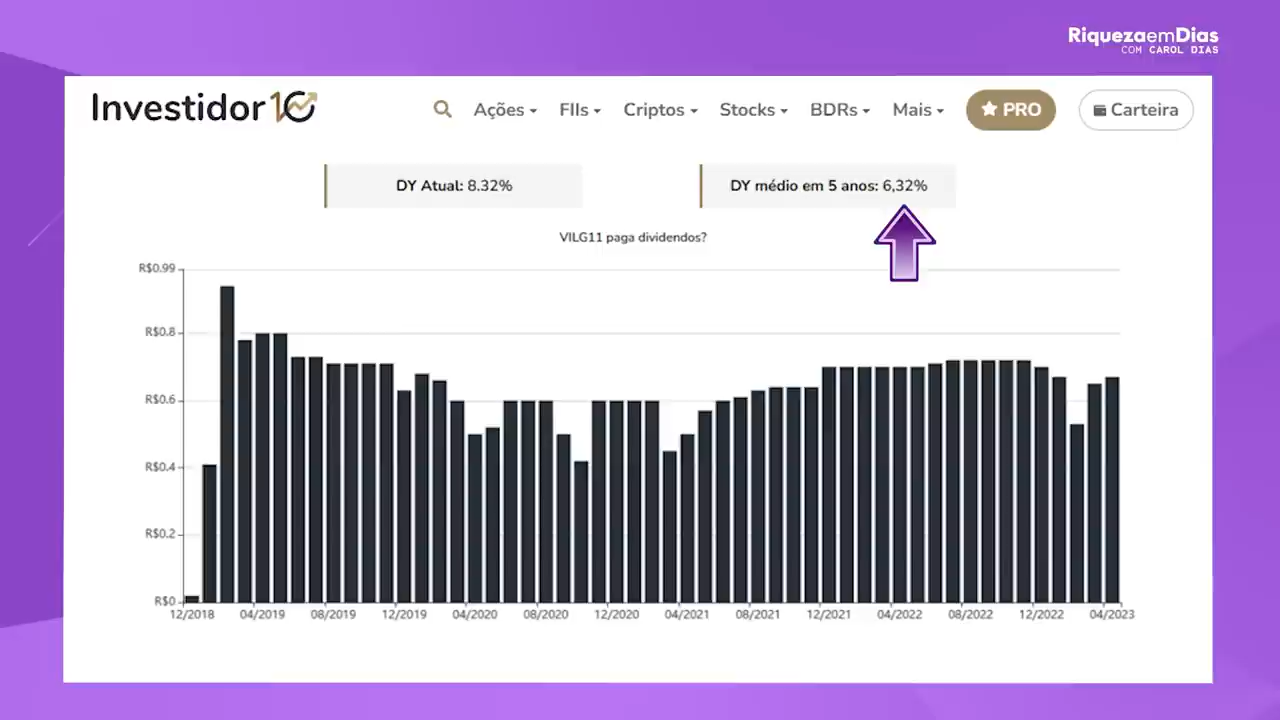 RiquezaemDias
COM CAROL DIAS
Investidor 10
Ações
FIIs
Criptos
Stocks
BDRs
Mais
PRO
Carteira
DY Atual: 8.32%
DY médio em 5 anos: 6,32%
VILG11 paga dividendos?
R$0.99
R$0.8
R$0.6
R$0.4
R$0.2
R$0
12/2018
04/2019
08/2019
12/2019
04/2020
08/2020
12/2020
04/2021
08/2021
12/2021
04/2022
08/2022
12/2022
04/2023